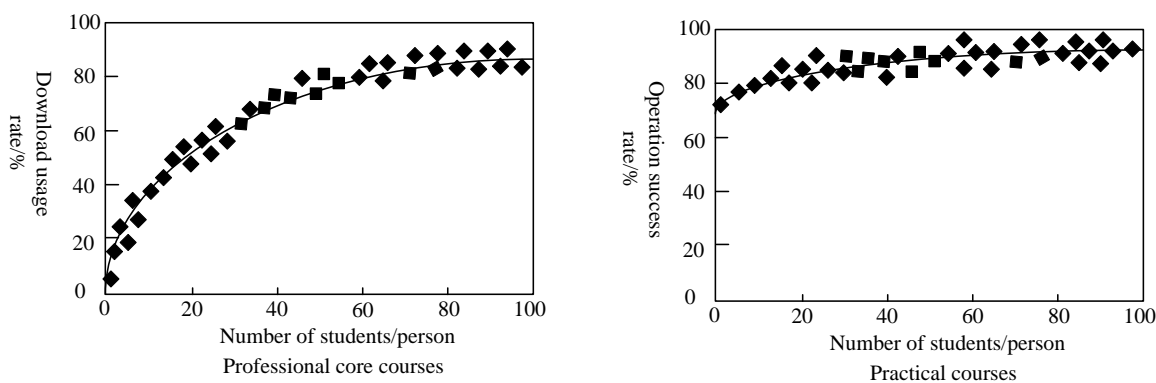 100
80
60
40
20
0
Download usage
rate/%
0 20 40 60 80 100
Number of students/person
Professional core courses
100
80
60
40
20
0
Operation success
rate/%
0 20 40 60 80 100
Number of students/person
Practical courses